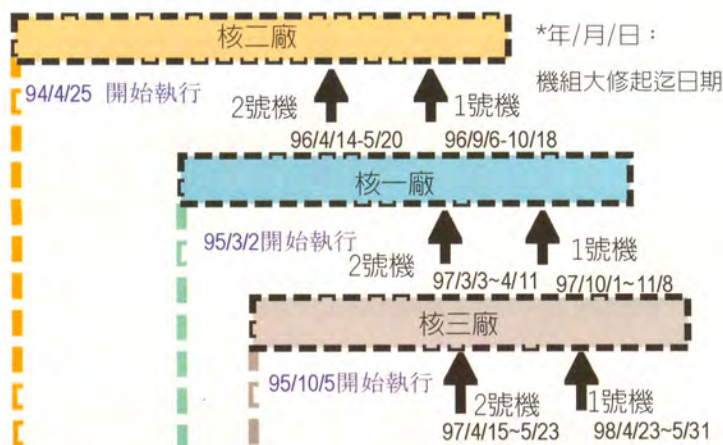 核二廠
*年/月/日：
機組大修起迄日期
94/4/25 開始執行
2號機
1號機
96/4/14-5/20
96/9/6-10/18
核一廠
95/3/2開始執行
2號機
1號機
97/3/3~4/11
97/10/1~11/8
核三廠
95/10/5開始執行
2號機
1號機
97/4/15~5/23
98/4/23~5/31